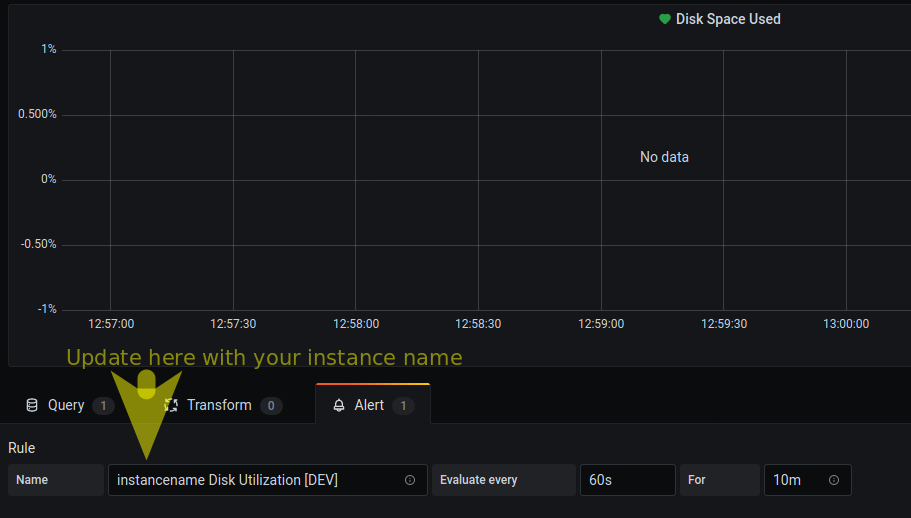 Disk Space Used
1%
0.500%
0%
-0.50%
-1%
No data
12:57:00 12:57:30 12:58:00 12:58:30 12:59:00 12:59:30 13:00:00
Update here with your instance name
Query 1 Transform 0 Alert 1
Rule
Name instancename Disk Utilization [DEV] Evaluate every 60s For 10m